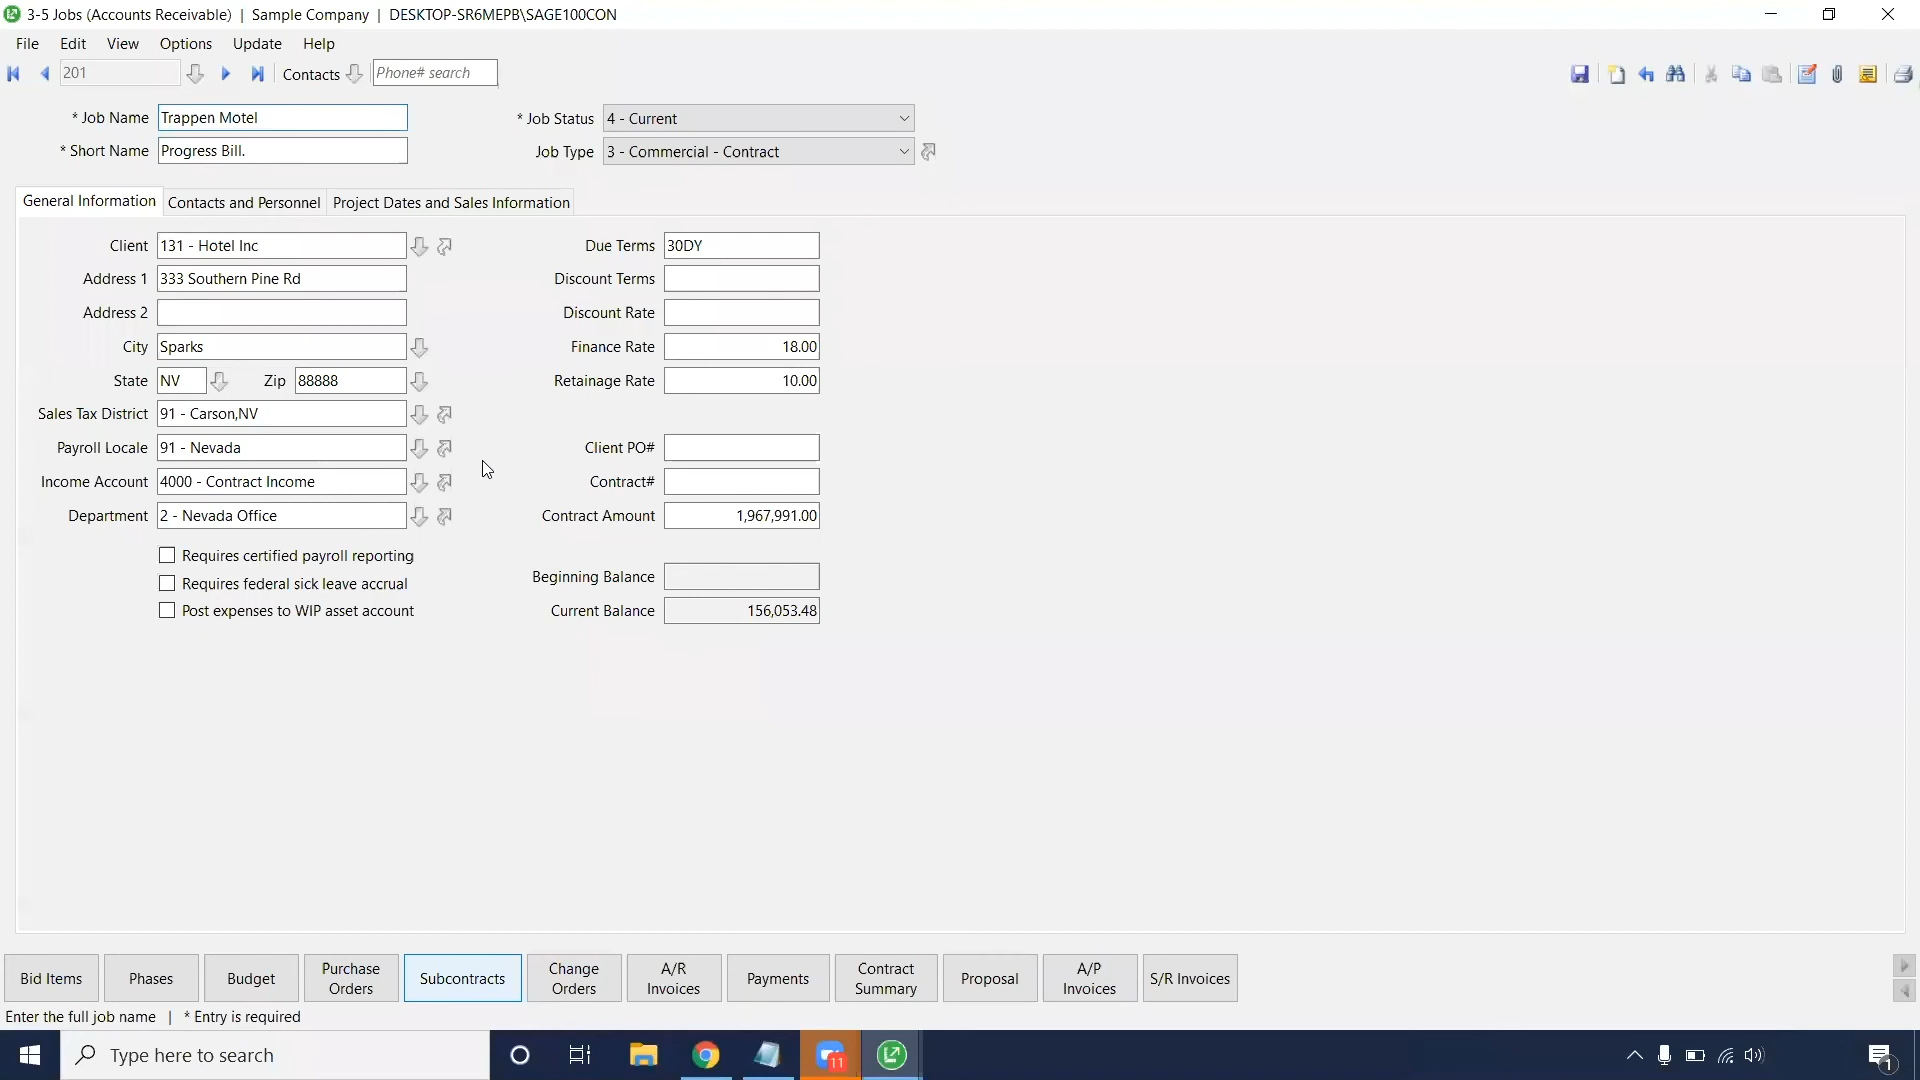 3-5 Jobs (Accounts Receivable) | Sample Company | DESKTOP-SR6MEPB\SAGE100CON
File Edit View Options Update Help
201 Contacts Phone# search
* Job Name Trappen Motel * Job Status 4 - Current
* Short Name Progress Bill. Job Type 3 - Commercial - Contract
General Information Contacts and Personnel Project Dates and Sales Information
Client 131 - Hotel Inc Due Terms 30DY
Address 1 333 Southern Pine Rd Discount Terms
Address 2 Discount Rate
City Sparks Finance Rate 18.00
State NV Zip 88888 Retainage Rate 10.00
Sales Tax District 91 - Carson,NV
Payroll Locale 91 - Nevada Client PO#
Income Account 4000 - Contract Income Contract#
Department 2 - Nevada Office Contract Amount 1,967,991.00
Requires certified payroll reporting
Requires federal sick leave accrual Beginning Balance
Post expenses to WIP asset account Current Balance 156,053.48
Bid Items Phases Budget Purchase Orders Subcontracts Change Orders A/R Invoices Payments Contract Summary Proposal A/P Invoices S/R Invoices
Enter the full job name | * Entry is required
Type here to search 11 1